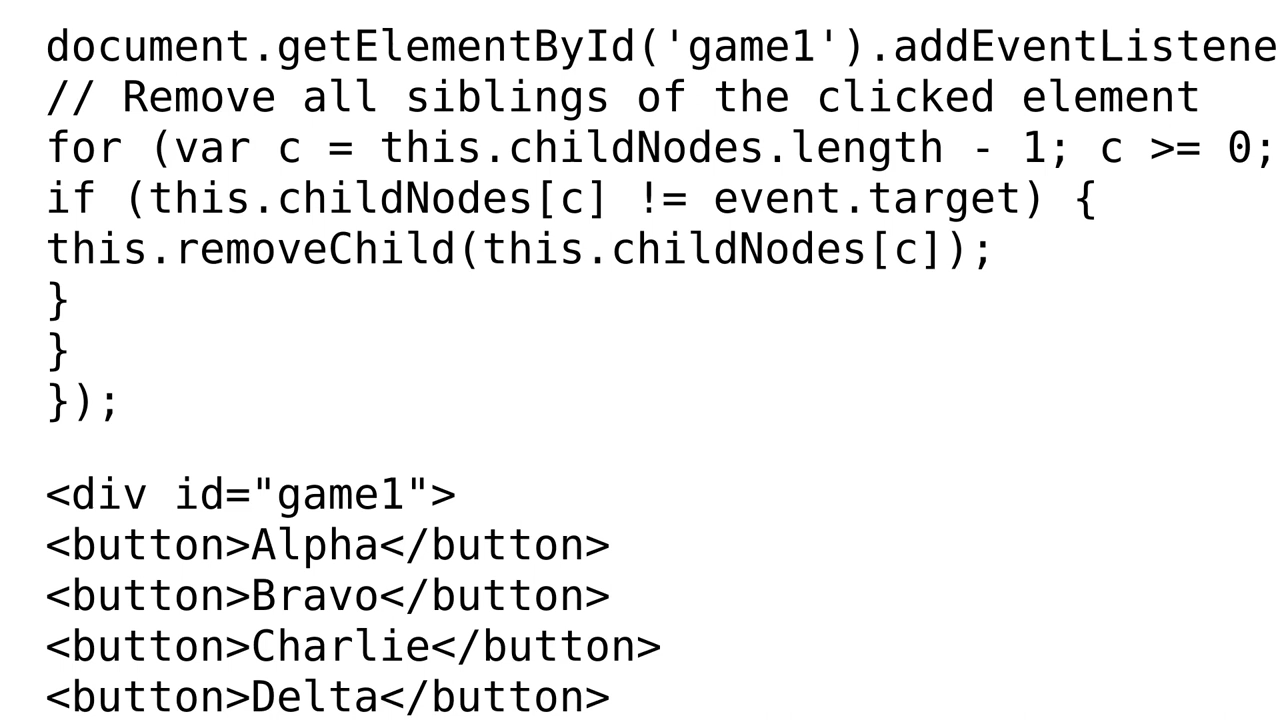 document.getElementById('game1').addEventListene
// Remove all siblings of the clicked element
for (var c = this.childNodes.length - 1; c >= 0;
if (this.childNodes[c] != event.target) {
this.removeChild(this.childNodes[c]);
}
}
});
<div id="game1">
<button>Alpha</button>
<button>Bravo</button>
<button>Charlie</button>
<button>Delta</button>